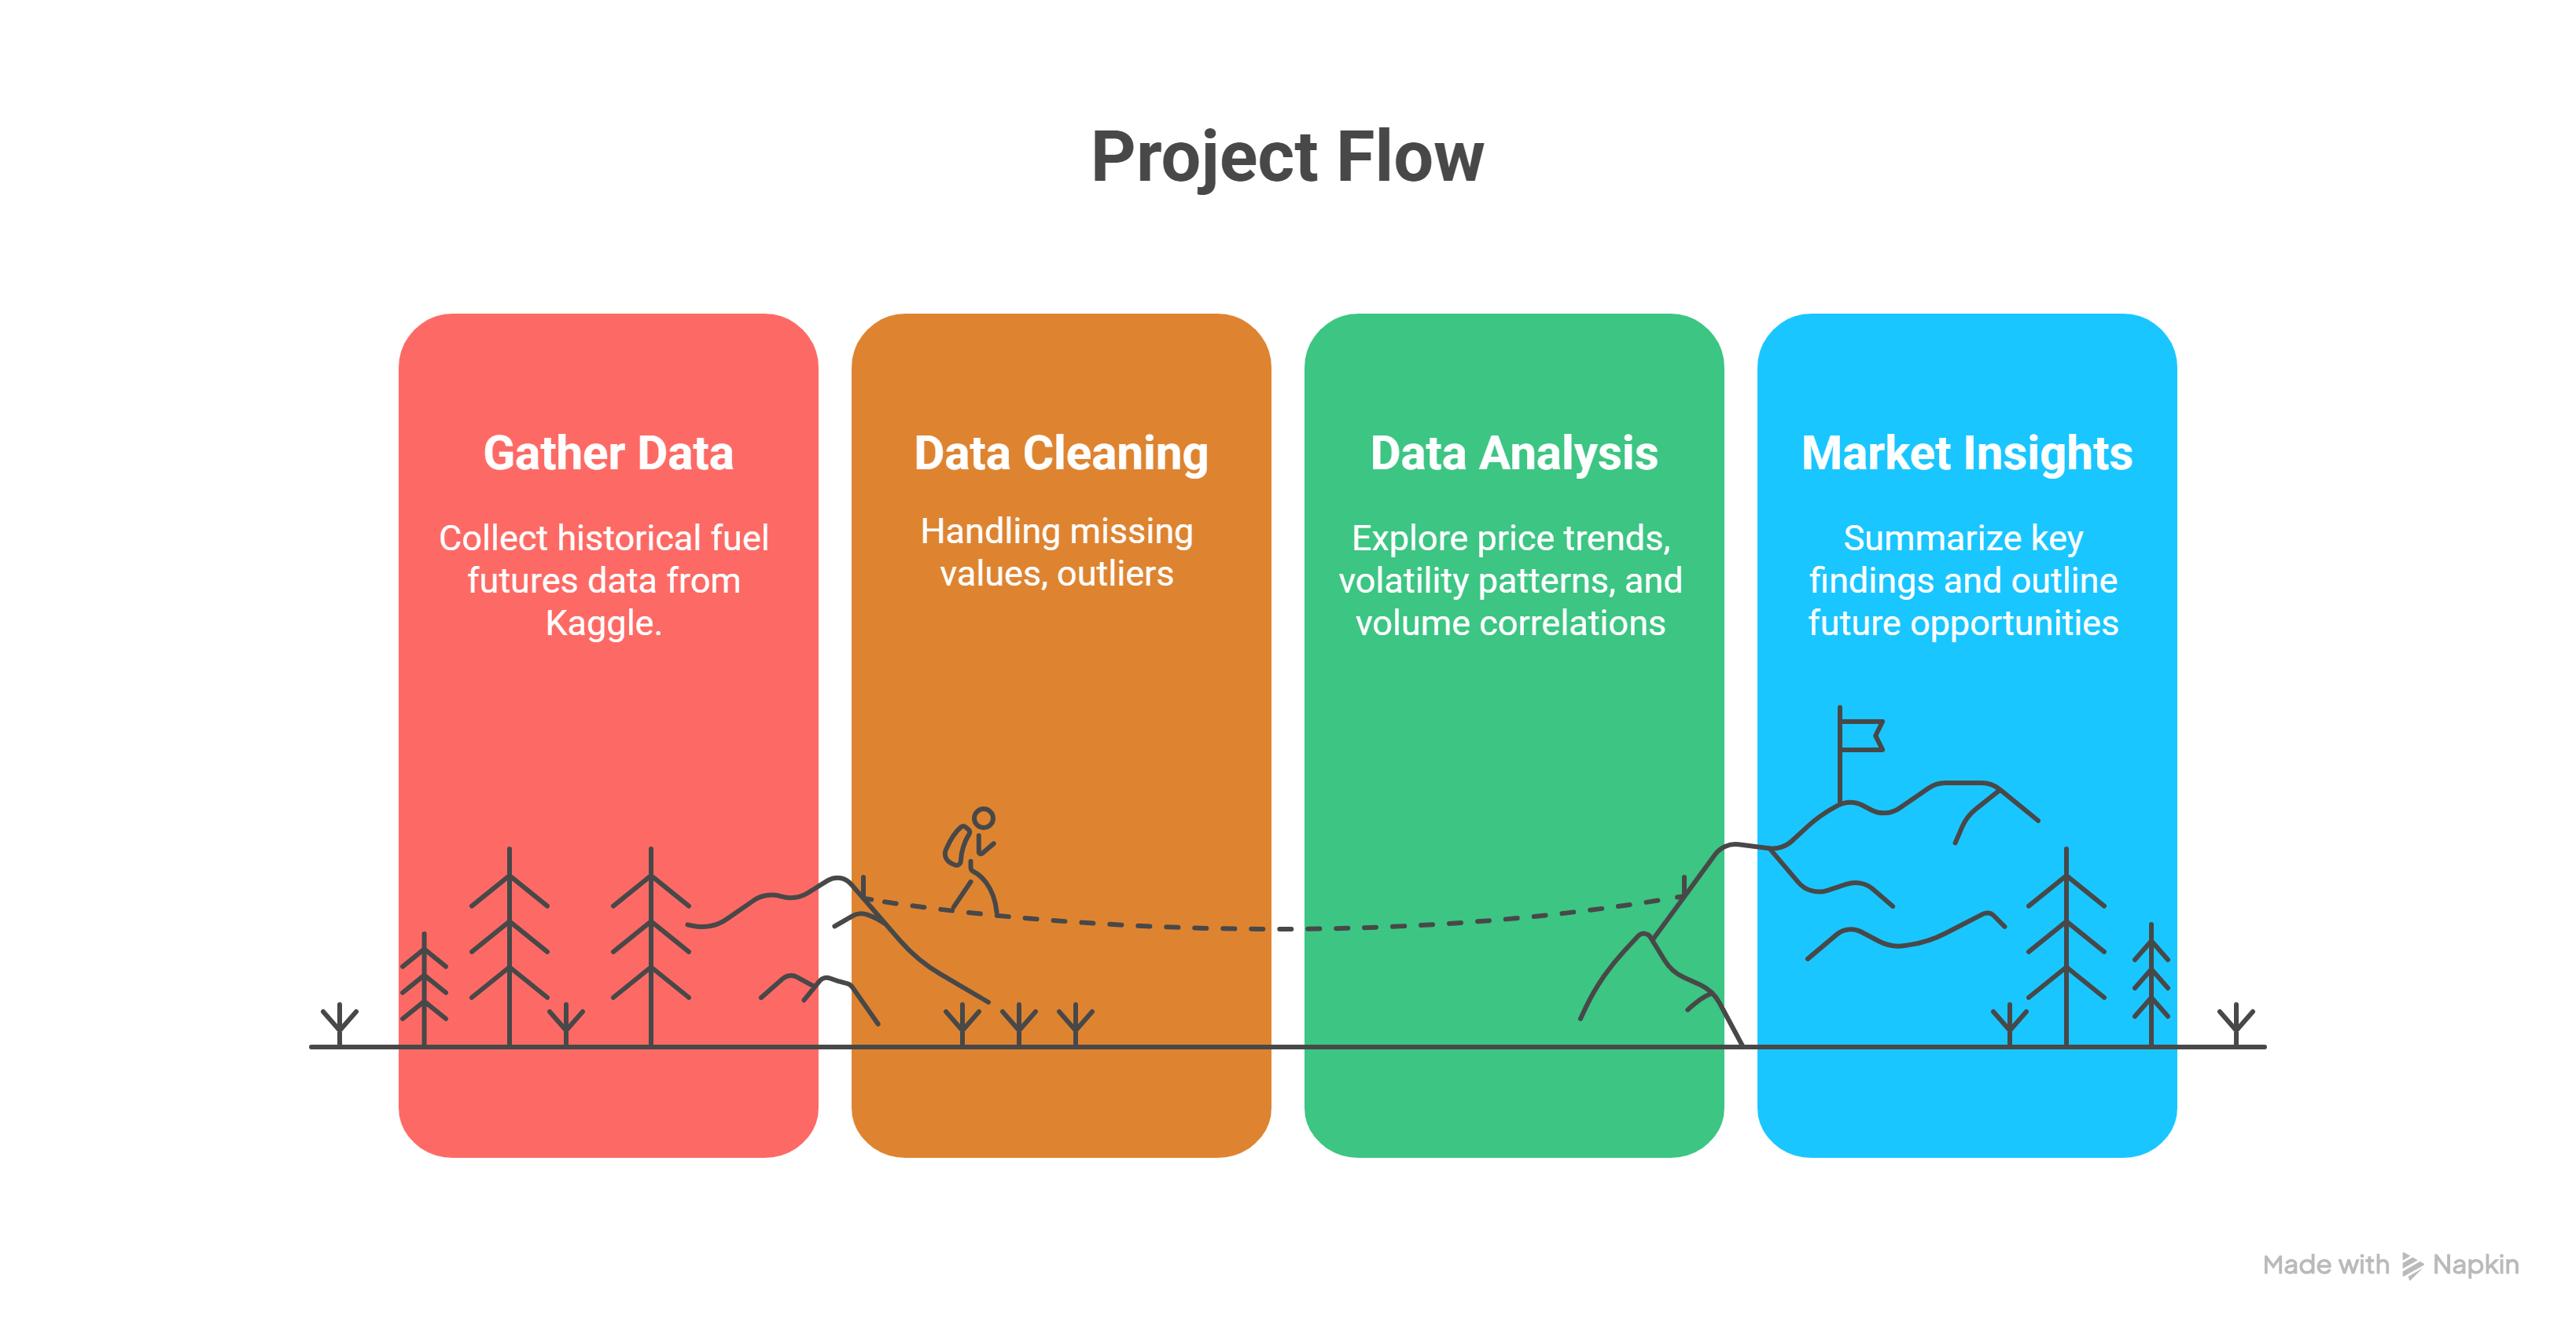 Project Flow
Gather Data
Collect historical fuel
futures data from
Kaggle.
Data Cleaning
Handling missing
values, outliers
Data Analysis
Explore price trends,
volatility patterns, and
volume correlations
Market Insights
Summarize key
findings and outline
future opportunities
Made with Napkin